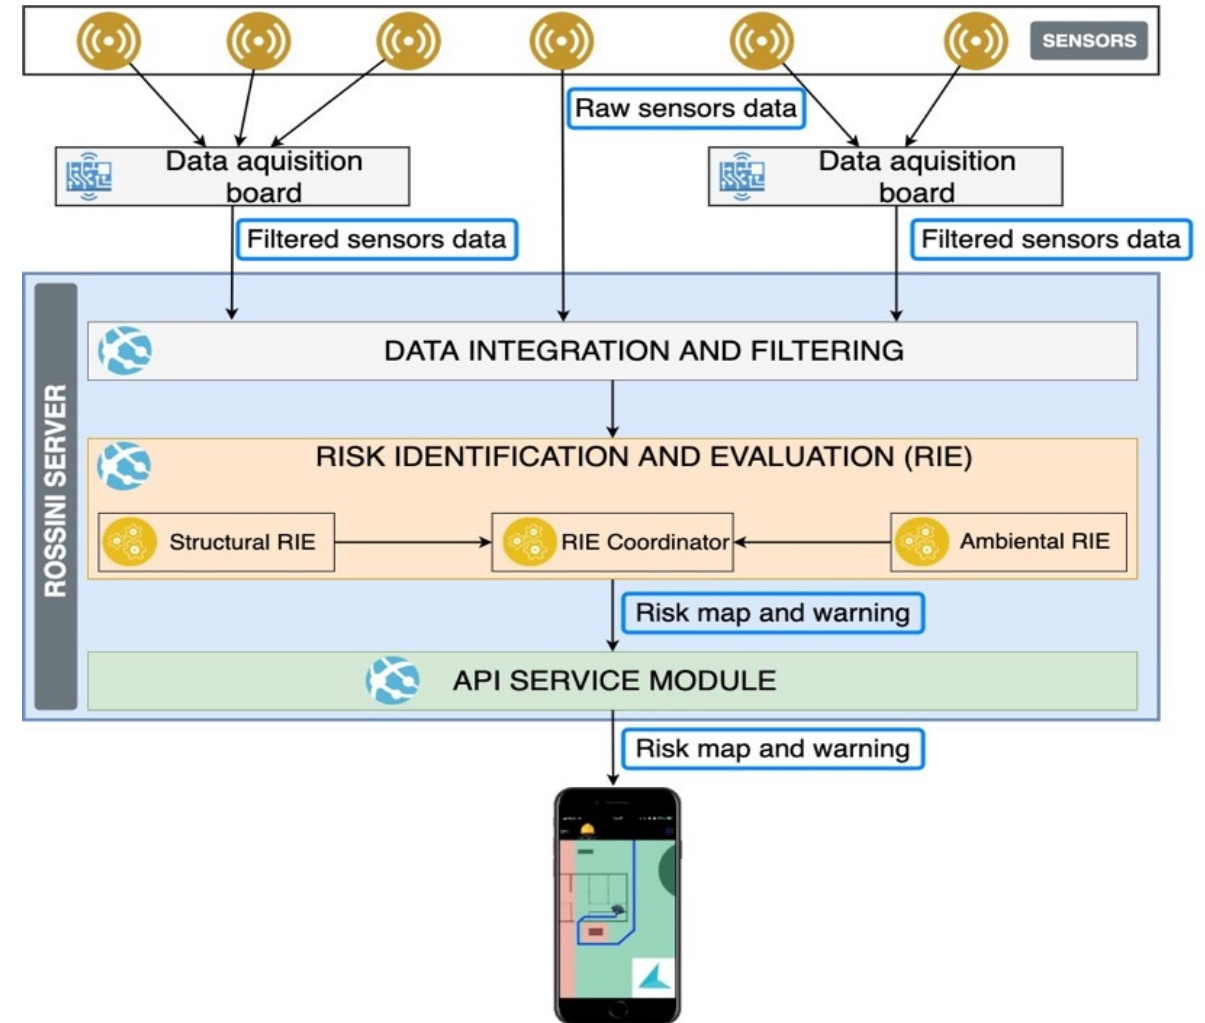 SENSORS
Raw sensors data
Data aquisition
board
Data aquisition
board
Filtered sensors data
Filtered sensors data
ROSSINI SERVER
DATA INTEGRATION AND FILTERING
RISK IDENTIFICATION AND EVALUATION (RIE)
Structural RIE
RIE Coordinator
Ambiental RIE
Risk map and warning
API SERVICE MODULE
Risk map and warning